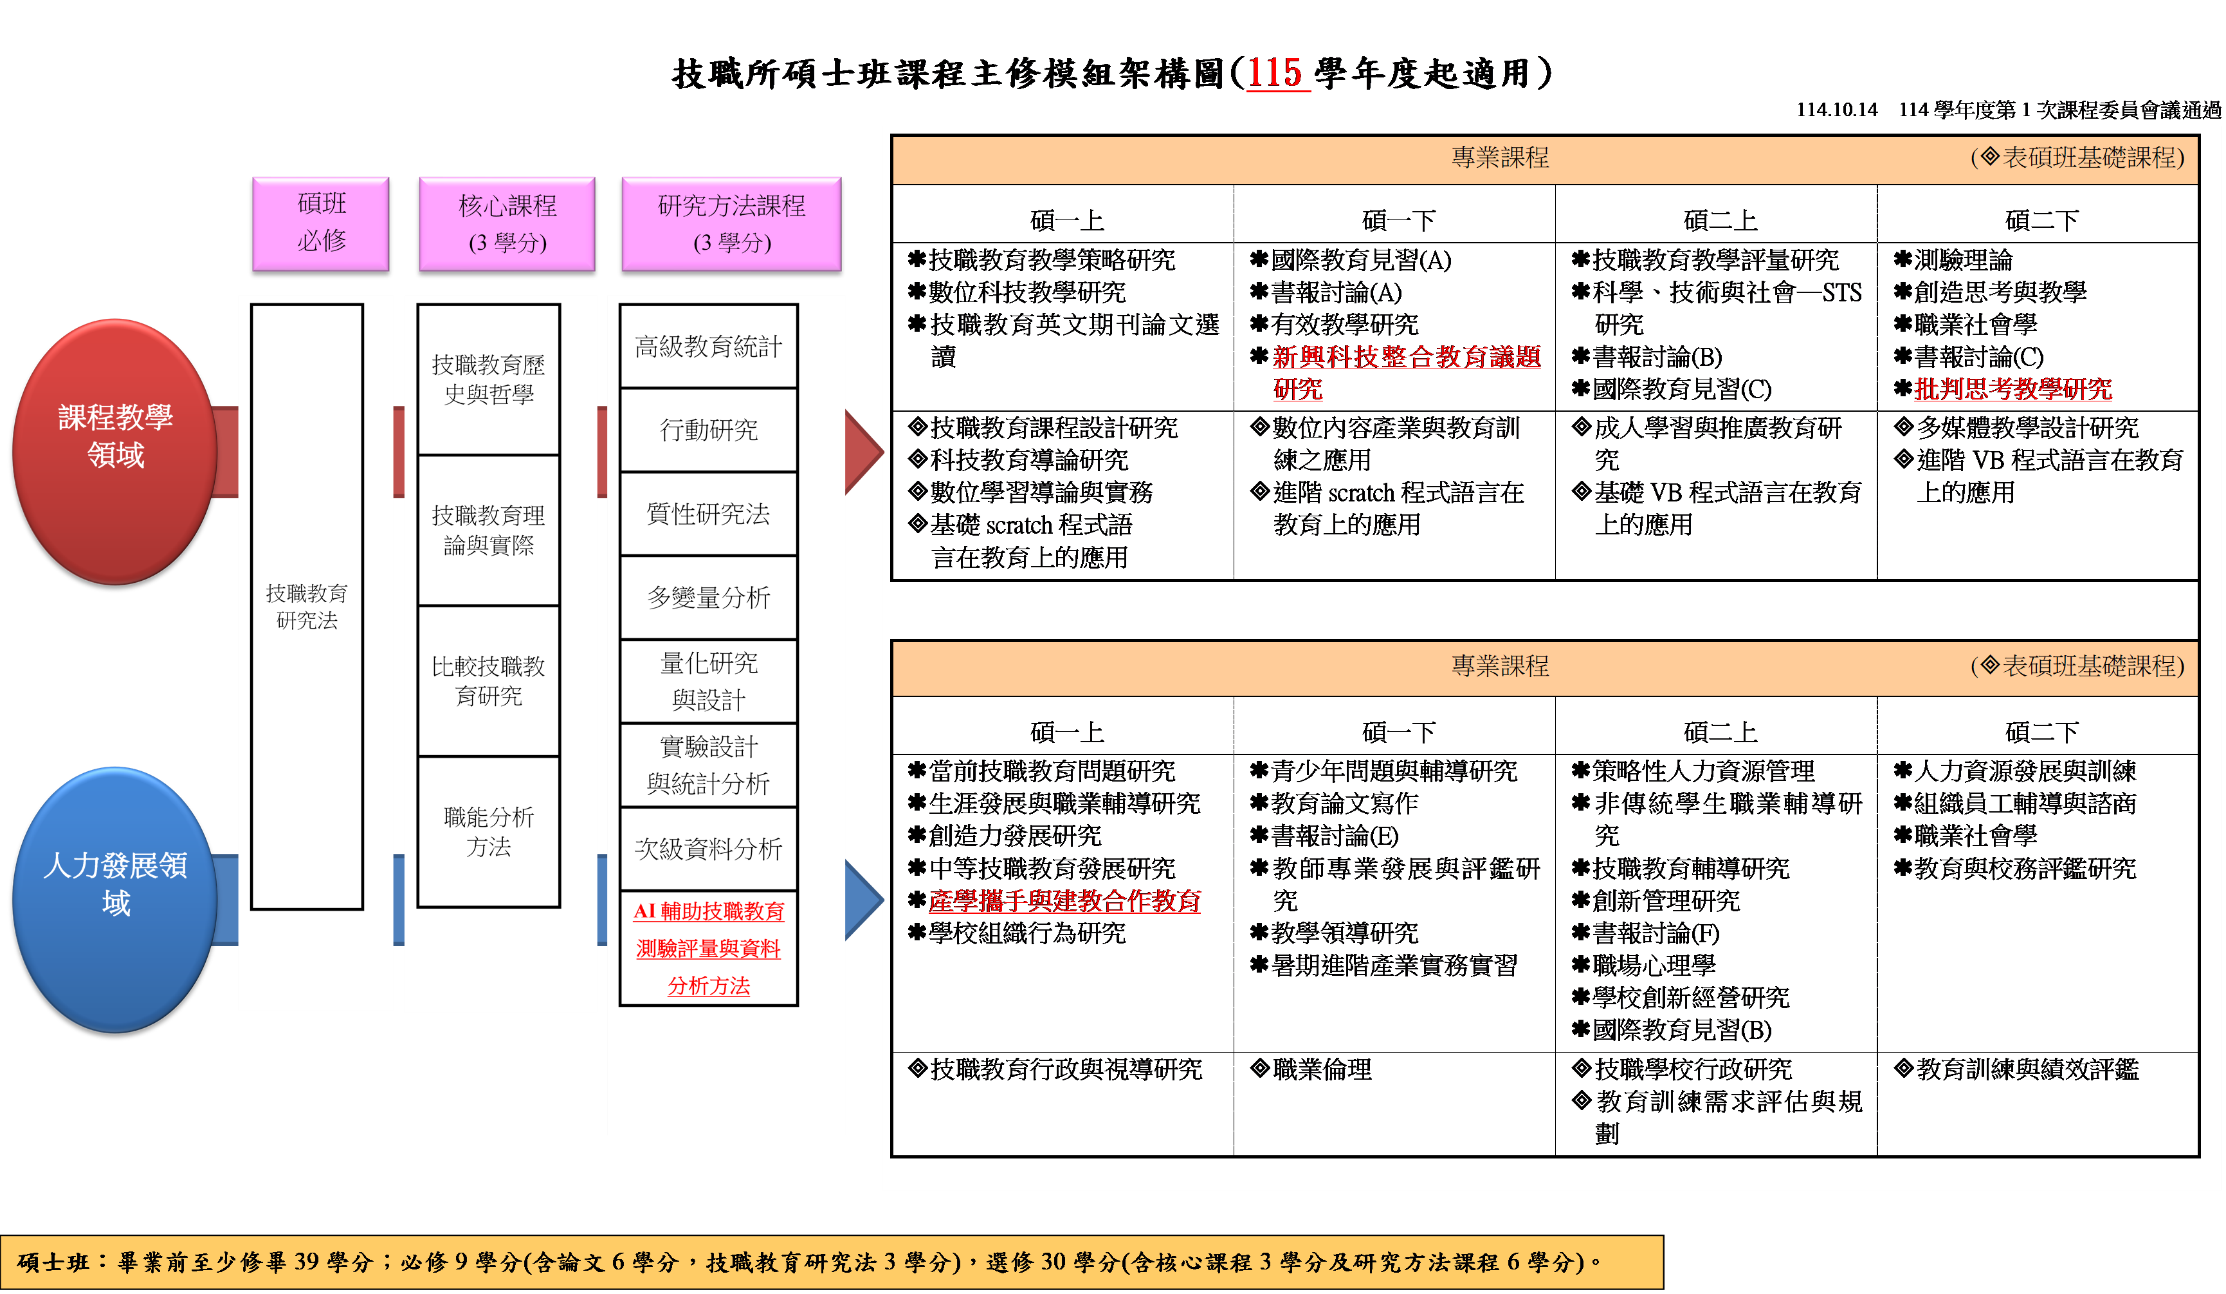 技職所碩士班課程主修模組架構圖(115 學年度起適用)
114.10.14 114 學年度第 1 次課程委員會議通過
碩班
必修
核心課程
(3 學分)
研究方法課程
(3 學分)
課程教學
領域
人力發展領
域
技職教育
研究法
技職教育歷
史與哲學
技職教育理
論與實際
比較技職教
育研究
職能分析
方法
高級教育統計
行動研究
質性研究法
多變量分析
量化研究
與設計
實驗設計
與統計分析
次級資料分析
AI 輔助技職教育
測驗評量與資料
分析方法
專業課程 (◈表碩班基礎課程)
碩一上
碩一下
碩二上
碩二下
✱技職教育教學策略研究
✱數位科技教學研究
✱技職教育英文期刊論文選
讀
✱國際教育見習(A)
✱書報討論(A)
✱有效教學研究
✱新興科技整合教育議題
研究
✱技職教育教學評量研究
✱科學、技術與社會—STS
研究
✱書報討論(B)
✱國際教育見習(C)
✱測驗理論
✱創造思考與教學
✱職業社會學
✱書報討論(C)
✱批判思考教學研究
◈技職教育課程設計研究
◈科技教育導論研究
◈數位學習導論與實務
◈基礎 scratch 程式語
言在教育上的應用
◈數位內容產業與教育訓
練之應用
◈進階 scratch 程式語言在
教育上的應用
◈成人學習與推廣教育研
究
◈基礎 VB 程式語言在教育
上的應用
◈多媒體教學設計研究
◈進階 VB 程式語言在教育
上的應用
專業課程 (◈表碩班基礎課程)
碩一上
碩一下
碩二上
碩二下
✱當前技職教育問題研究
✱生涯發展與職業輔導研究
✱創造力發展研究
✱中等技職教育發展研究
✱產學攜手與建教合作教育
✱學校組織行為研究
✱青少年問題與輔導研究
✱教育論文寫作
✱書報討論(E)
✱教師專業發展與評鑑研
究
✱教學領導研究
✱暑期進階產業實務實習
✱策略性人力資源管理
✱非傳統學生職業輔導研
究
✱技職教育輔導研究
✱創新管理研究
✱書報討論(F)
✱職場心理學
✱學校創新經營研究
✱國際教育見習(B)
✱人力資源發展與訓練
✱組織員工輔導與諮商
✱職業社會學
✱教育與校務評鑑研究
◈技職教育行政與視導研究
◈職業倫理
◈技職學校行政研究
◈教育訓練需求評估與規
劃
◈教育訓練與績效評鑑
碩士班：畢業前至少修畢 39 學分；必修 9 學分(含論文 6 學分，技職教育研究法 3 學分)，選修 30 學分(含核心課程 3 學分及研究方法課程 6 學分)。